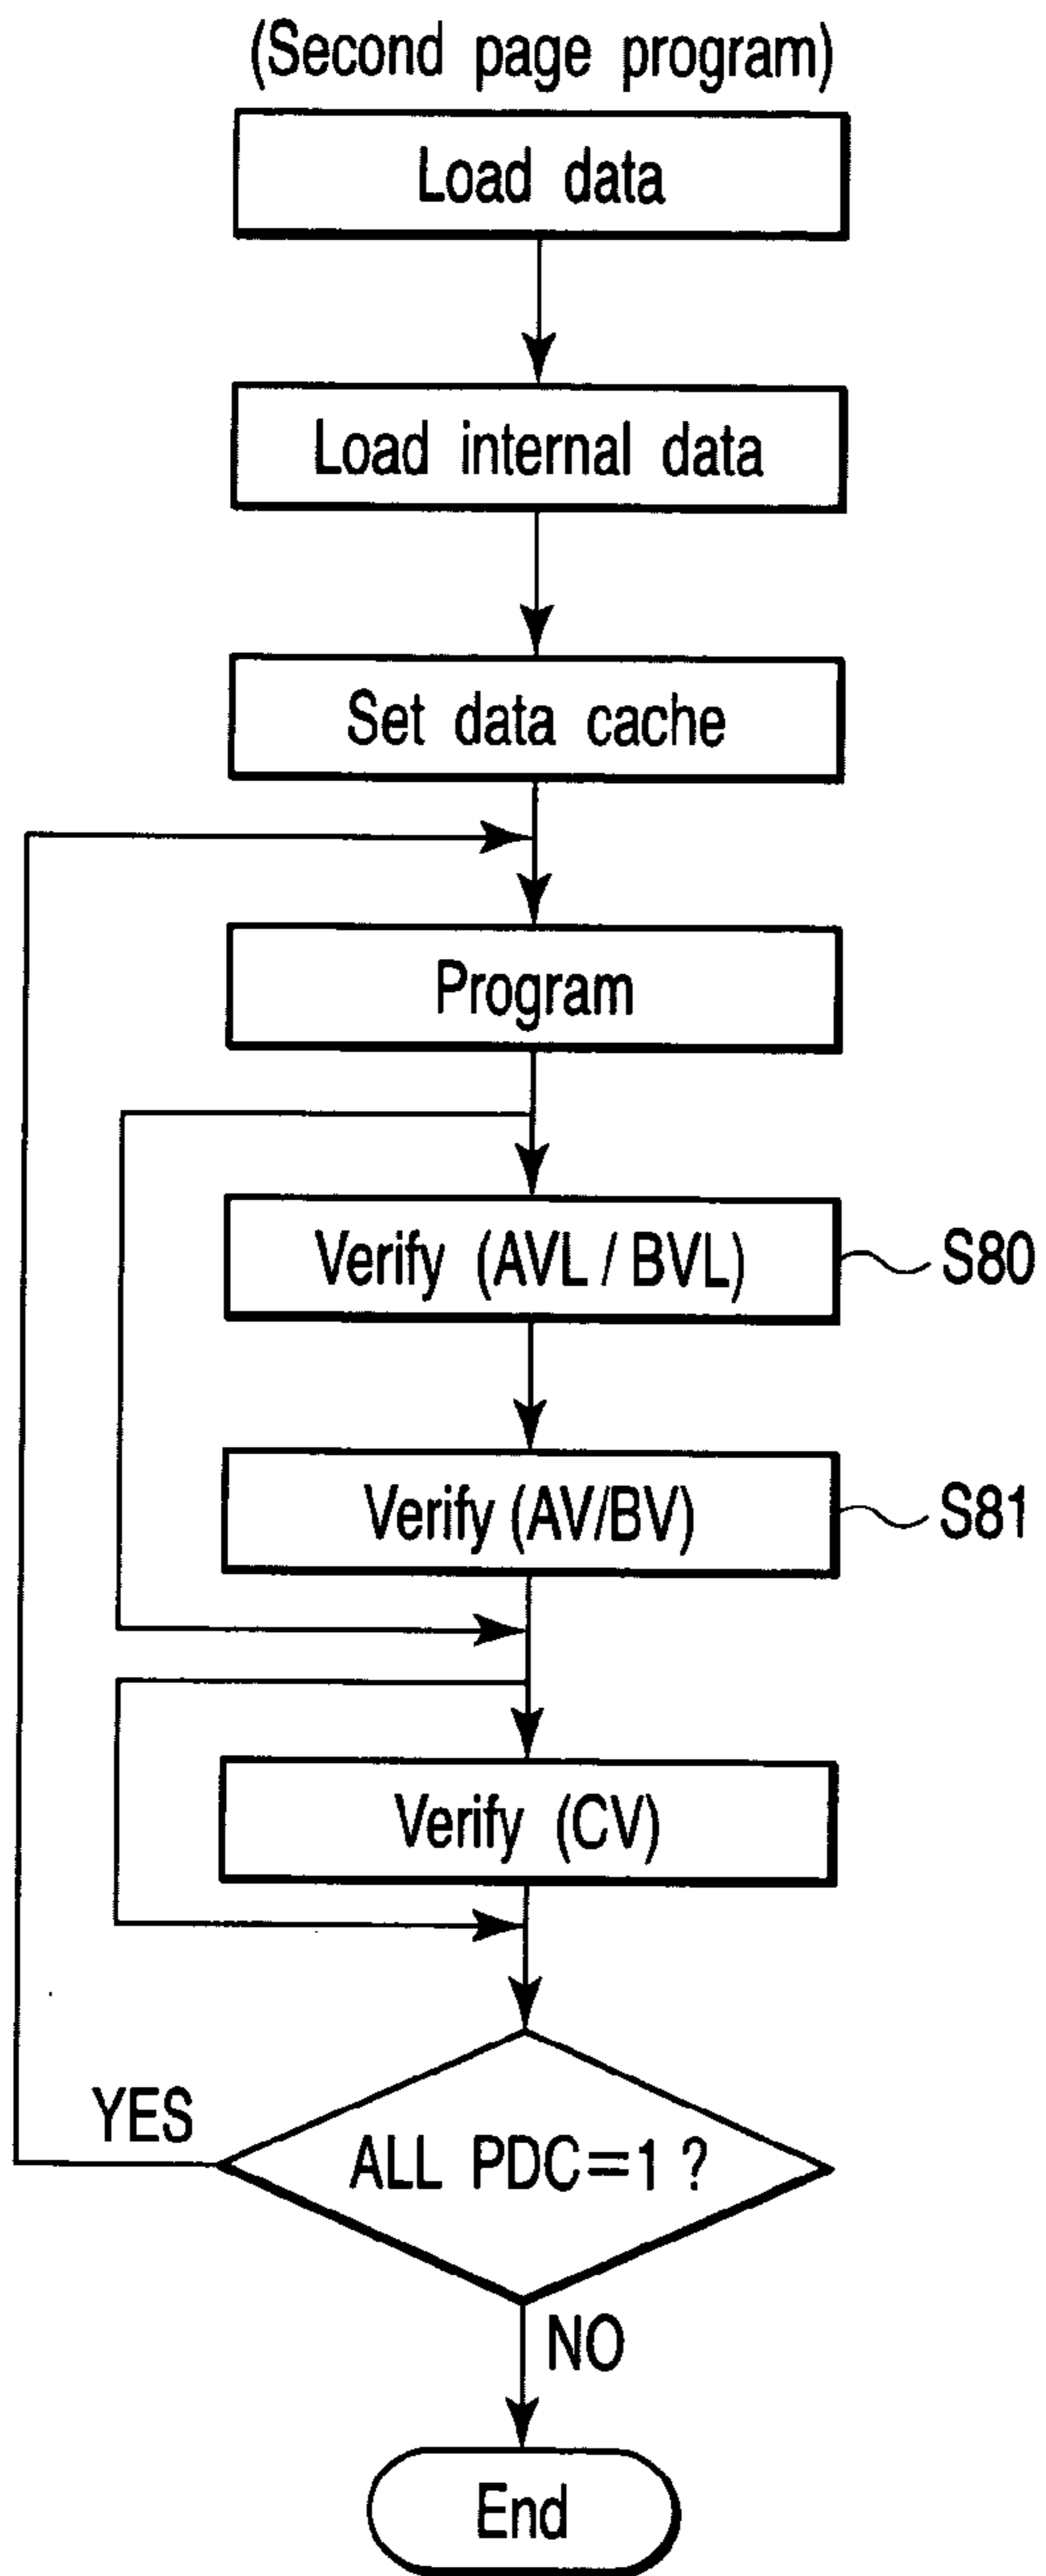 (Second page program)
Load data
Load internal data
Set data cache
Program
Verify (AVL / BVL)
S80
Verify (AV/BV)
S81
Verify (CV)
YES
ALL PDC=1 ?
NO
End